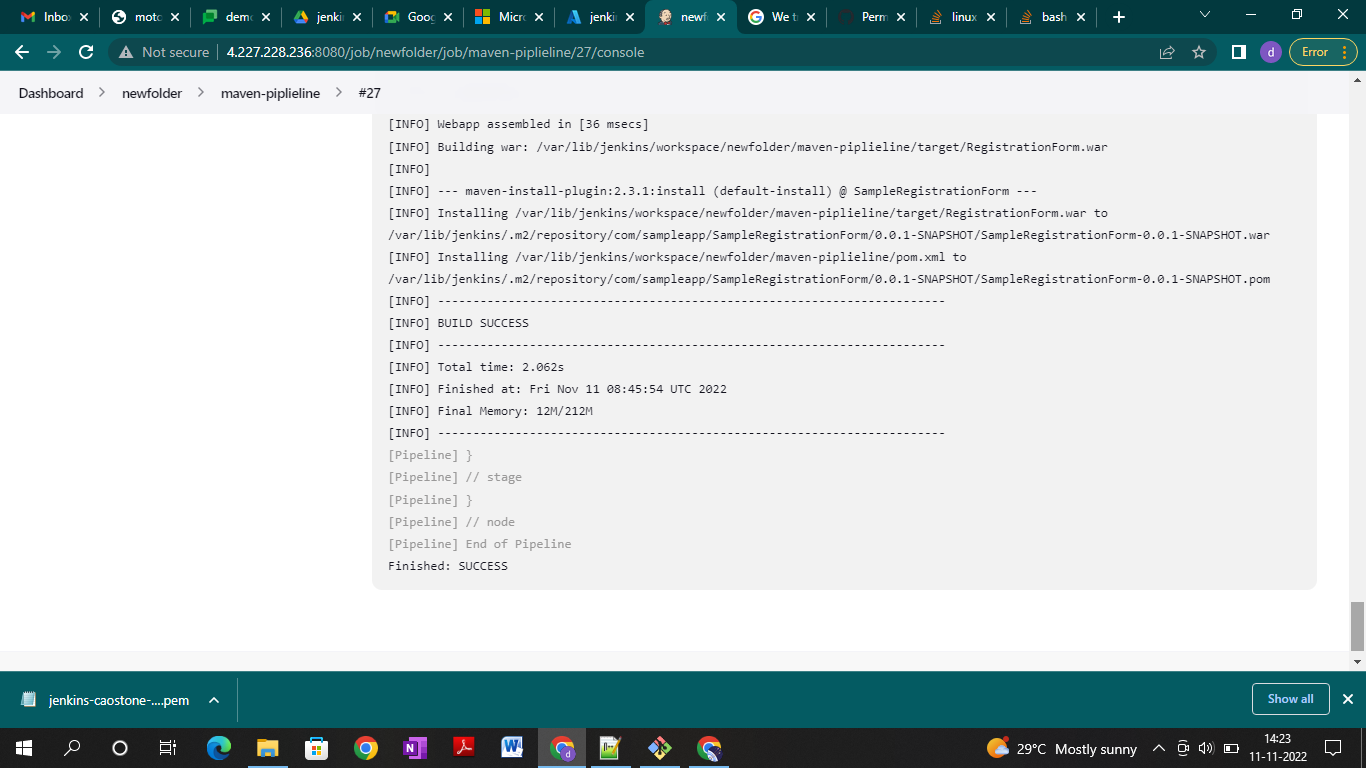 Inbo
moto
dem
jenki
Goog
Micr
jenki
newf
We t
Perm
linux
bash
Not secure
4.227.228.236:8080/job/newfolder/job/maven-piplieline/27/console
d
Error
Dashboard > newfolder > maven-piplieline > #27
[INFO] Webapp assembled in [36 msecs]
[INFO] Building war: /var/lib/jenkins/workspace/newfolder/maven-piplieline/target/RegistrationForm.war
[INFO]
[INFO] --- maven-install-plugin:2.3.1:install (default-install) @ SampleRegistrationForm ---
[INFO] Installing /var/lib/jenkins/workspace/newfolder/maven-piplieline/target/RegistrationForm.war to
/var/lib/jenkins/.m2/repository/com/sampleapp/SampleRegistrationForm/0.0.1-SNAPSHOT/SampleRegistrationForm-0.0.1-SNAPSHOT.war
[INFO] Installing /var/lib/jenkins/workspace/newfolder/maven-piplieline/pom.xml to
/var/lib/jenkins/.m2/repository/com/sampleapp/SampleRegistrationForm/0.0.1-SNAPSHOT/SampleRegistrationForm-0.0.1-SNAPSHOT.pom
[INFO] ------------------------------------------------------------------------
[INFO] BUILD SUCCESS
[INFO] ------------------------------------------------------------------------
[INFO] Total time: 2.062s
[INFO] Finished at: Fri Nov 11 08:45:54 UTC 2022
[INFO] Final Memory: 12M/212M
[INFO] ------------------------------------------------------------------------
[Pipeline] }
[Pipeline] // stage
[Pipeline] }
[Pipeline] // node
[Pipeline] End of Pipeline
Finished: SUCCESS
jenkins-caostone-....pem
Show all
29°C Mostly sunny
14:23
11-11-2022